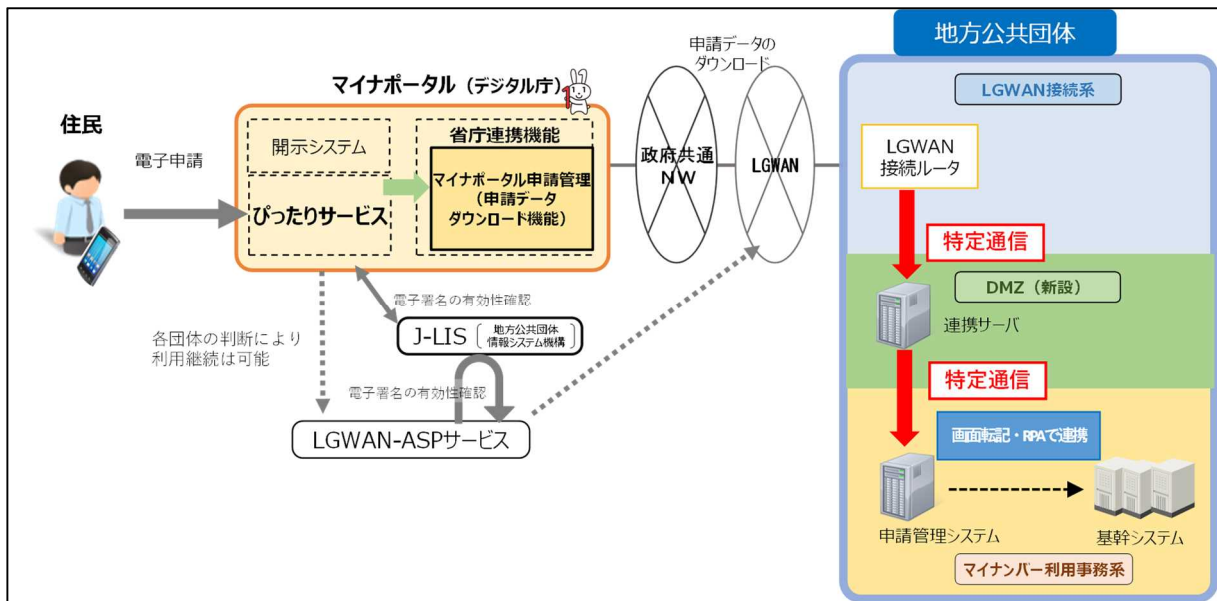 地方公共団体
申請データの
ダウンロード
マイナポータル（デジタル庁）
LGWAN接続系
住民
電子申請
開示システム
省庁連携機能
ぴったりサービス
マイナポータル申請管理
（申請データ
ダウンロード機能）
政府共通
NW
LGWAN
LGWAN
接続ルータ
特定通信
DMZ（新設）
連携サーバ
電子署名の有効性確認
各団体の判断により
利用継続は可能
J-LIS
地方公共団体
情報システム機構
電子署名の有効性確認
LGWAN-ASPサービス
特定通信
画面転記・RPAで連携
申請管理システム
基幹システム
マイナンバー利用事務系